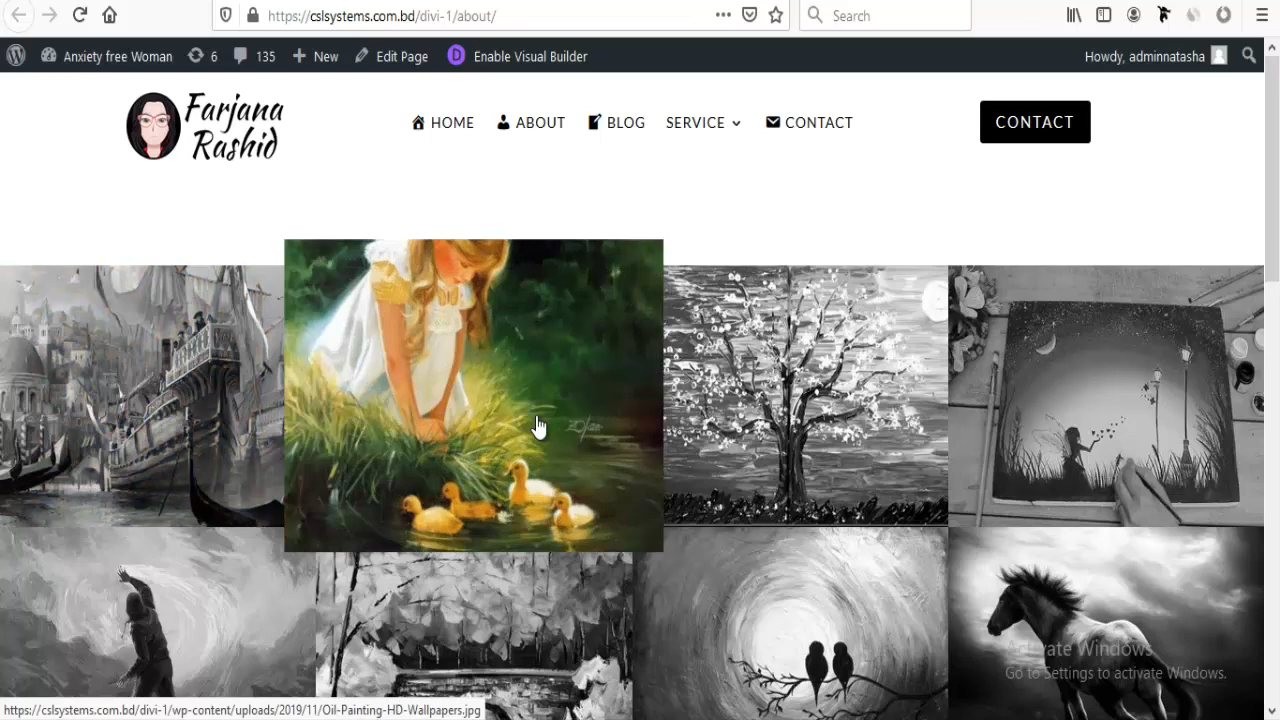 https://cslsystems.com.bd/divi-1/about/
Search
Anxiety free Woman 6 135 New Edit Page D Enable Visual Builder Howdy, adminnatasha
Farjana
Rashid
HOME ABOUT BLOG SERVICE CONTACT CONTACT
Activate Windows
Go to Settings to activate Windows.
https://cslsystems.com.bd/divi-1/wp-content/uploads/2019/11/Oil-Painting-HD-Wallpapers.jpg